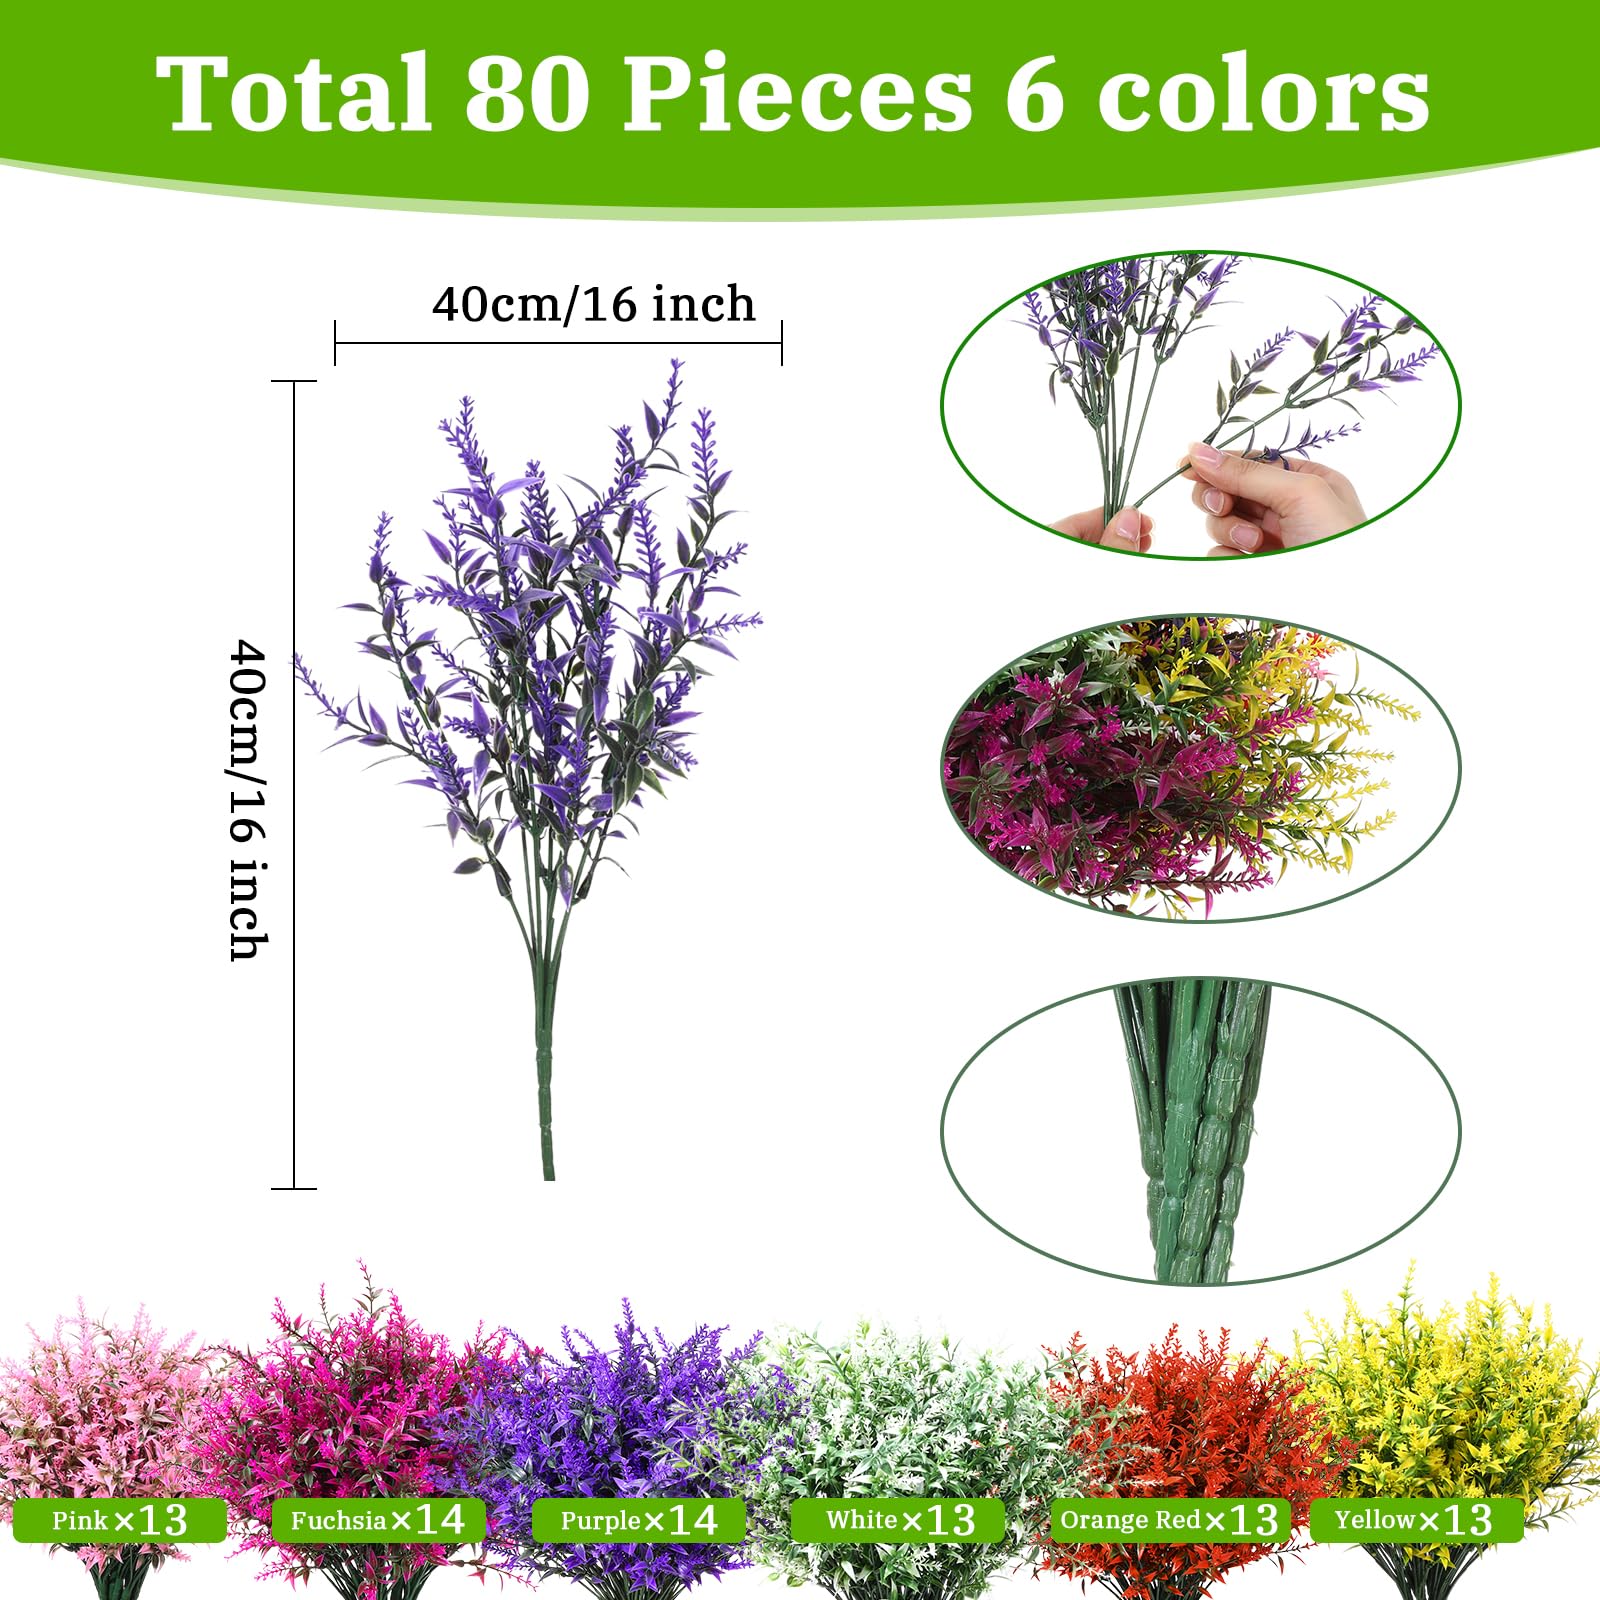 Total 80 Pieces 6 colors
40cm/16 inch
40cm/16 inch
Pink×13
Fuchsia×14
Purple×14
White×13
Orange Red×13
Yellow×13